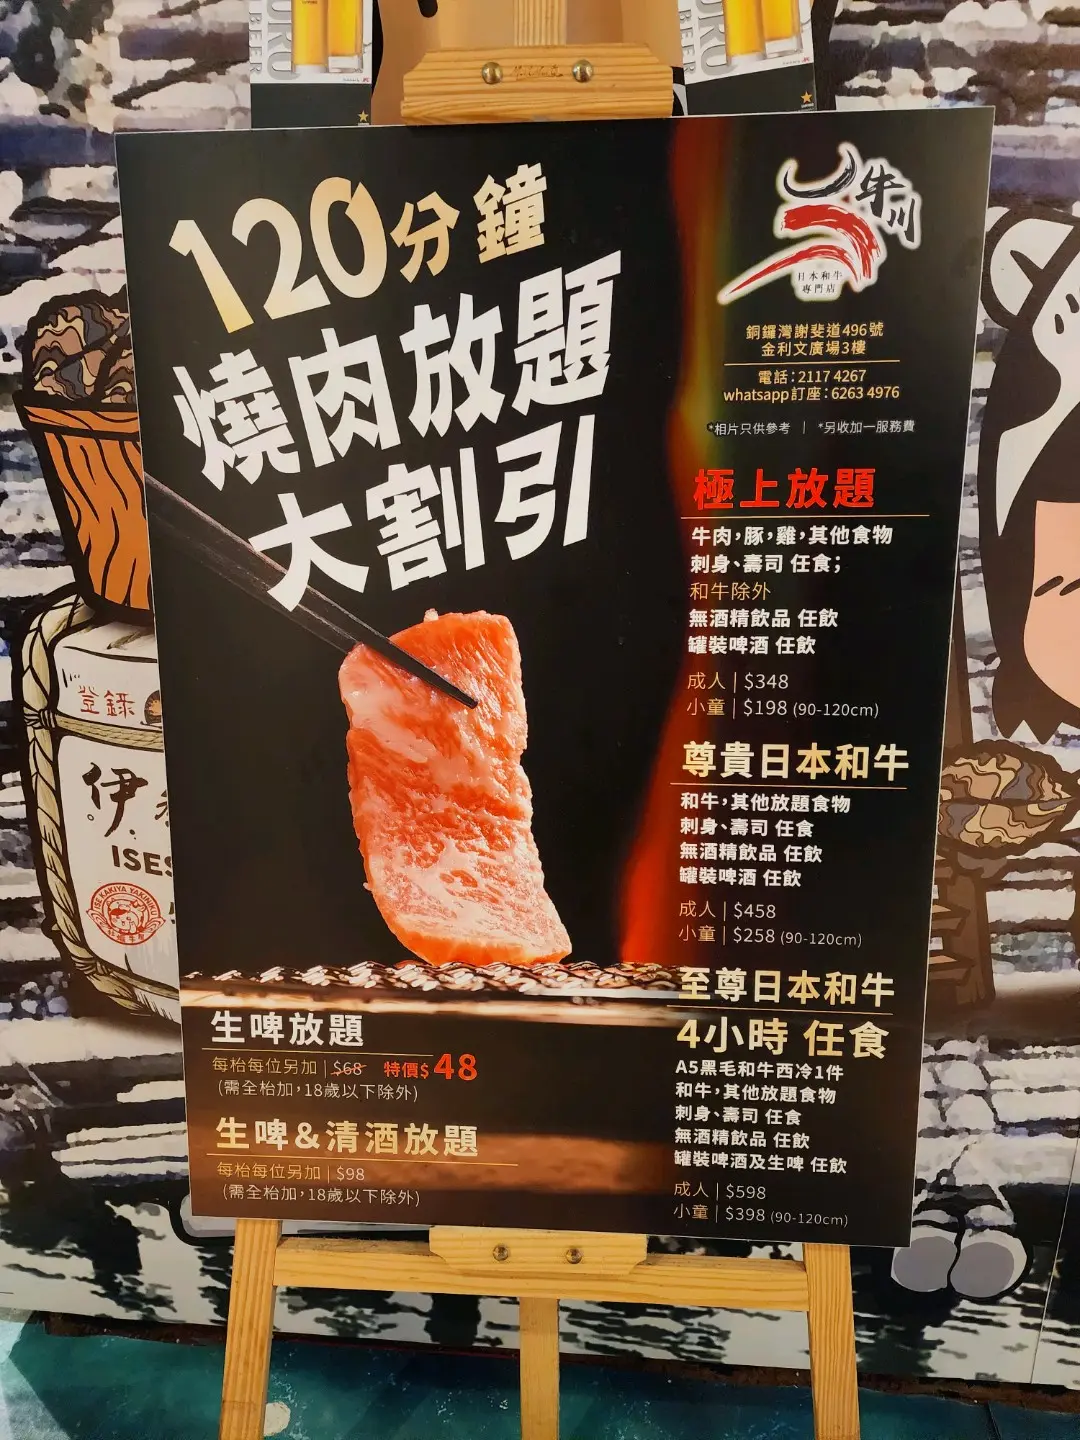 120分鐘
燒肉放題
大割引
牛川
日本和牛
專門店
銅鑼灣謝斐道496號
金利文廣場3樓
電話：2117 4267
whatsapp訂座：6263 4976
*相片只供參考 | *另收加一服務費
極上放題
牛肉，豚，雞，其他食物
刺身、壽司 任食；
和牛除外
無酒精飲品 任飲
罐裝啤酒 任飲
成人 | $348
小童 | $198 (90-120cm)
尊貴日本和牛
和牛，其他放題食物
刺身、壽司 任食
無酒精飲品 任飲
罐裝啤酒 任飲
成人 | $458
小童 | $258 (90-120cm)
至尊日本和牛
4小時 任食
A5黑毛和牛西冷1件
和牛，其他放題食物
刺身、壽司 任食
無酒精飲品 任飲
罐裝啤酒及生啤 任飲
成人 | $598
小童 | $398 (90-120cm)
生啤放題
每枱每位另加 | $68 特價$48
(需全枱加，18歲以下除外)
生啤&清酒放題
每枱每位另加 | $98
(需全枱加，18歲以下除外)
登録
伊
ISES
ISEKAKIYA YAKINIKU
BEER